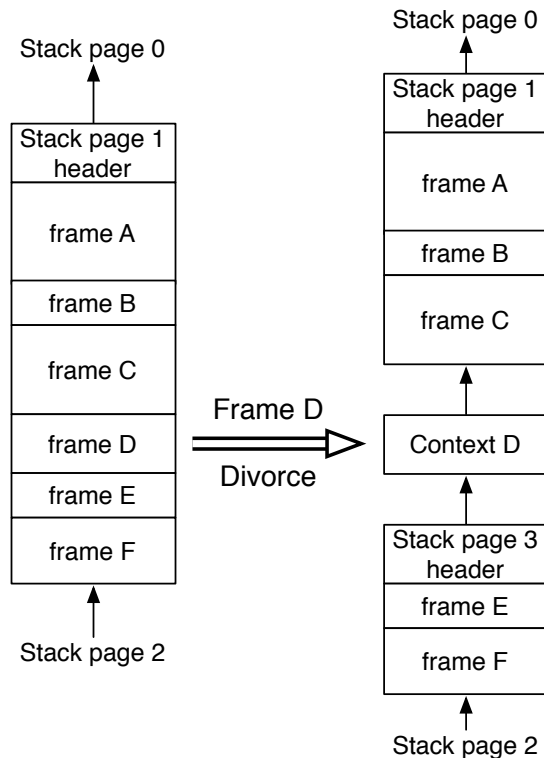 Stack page 0
Stack page 1
header
frame A
frame B
frame C
frame D
frame E
frame F
Stack page 2
Frame D
Divorce
Stack page 0
Stack page 1
header
frame A
frame B
frame C
Context D
Stack page 3
header
frame E
frame F
Stack page 2